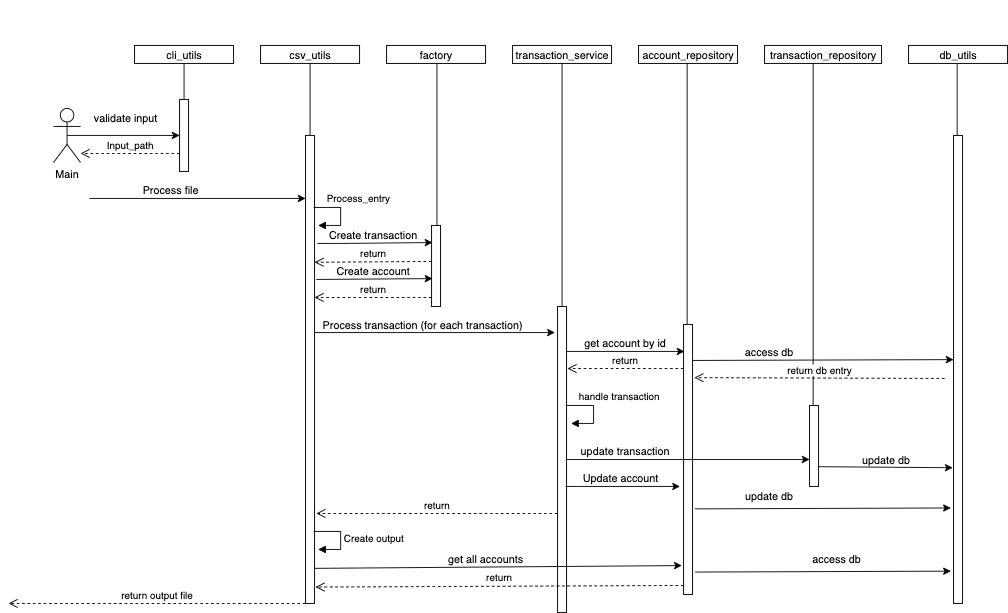 cli_utils
csv_utils
factory
transaction_service
account_repository
transaction_repository
db_utils
validate input
Input_path
Main
Process file
Process_entry
Create transaction
return
Create account
return
Process transaction (for each transaction)
get account by id
access db
return
return db entry
handle transaction
update transaction
update db
Update account
update db
return
Create output
get all accounts
access db
return
return output file